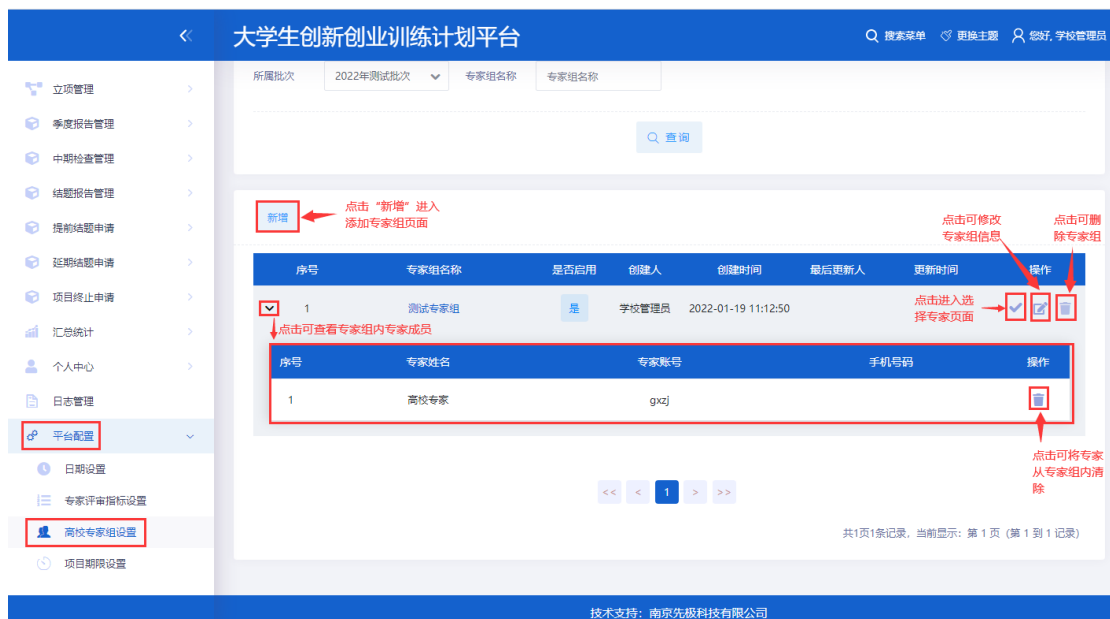 大学生创新创业训练计划平台
搜索菜单 更换主题 您好, 学校管理员
立项管理
季度报告管理
中期检查管理
结题报告管理
提前结题申请
延期结题申请
项目终止申请
汇总统计
个人中心
日志管理
平台配置
日期设置
专家评审指标设置
高校专家组设置
项目期限设置
所属批次 2022年测试批次 专家组名称 专家组名称
查询
新增
点击“新增”进入
添加专家组页面
点击可修改
专家组信息
点击可删
除专家组
序号 专家组名称 是否启用 创建人 创建时间 最后更新人 更新时间 操作
1 测试专家组 是 学校管理员 2022-01-19 11:12:50
点击进入选
择专家页面
点击可查看专家组内专家成员
序号 专家姓名 专家账号 手机号码 操作
1 高校专家 gxzj
点击可将专家
从专家组内清
除
<< < 1 > >>
共1页1条记录, 当前显示: 第 1 页 (第 1 到 1 记录)
技术支持: 南京先极科技有限公司